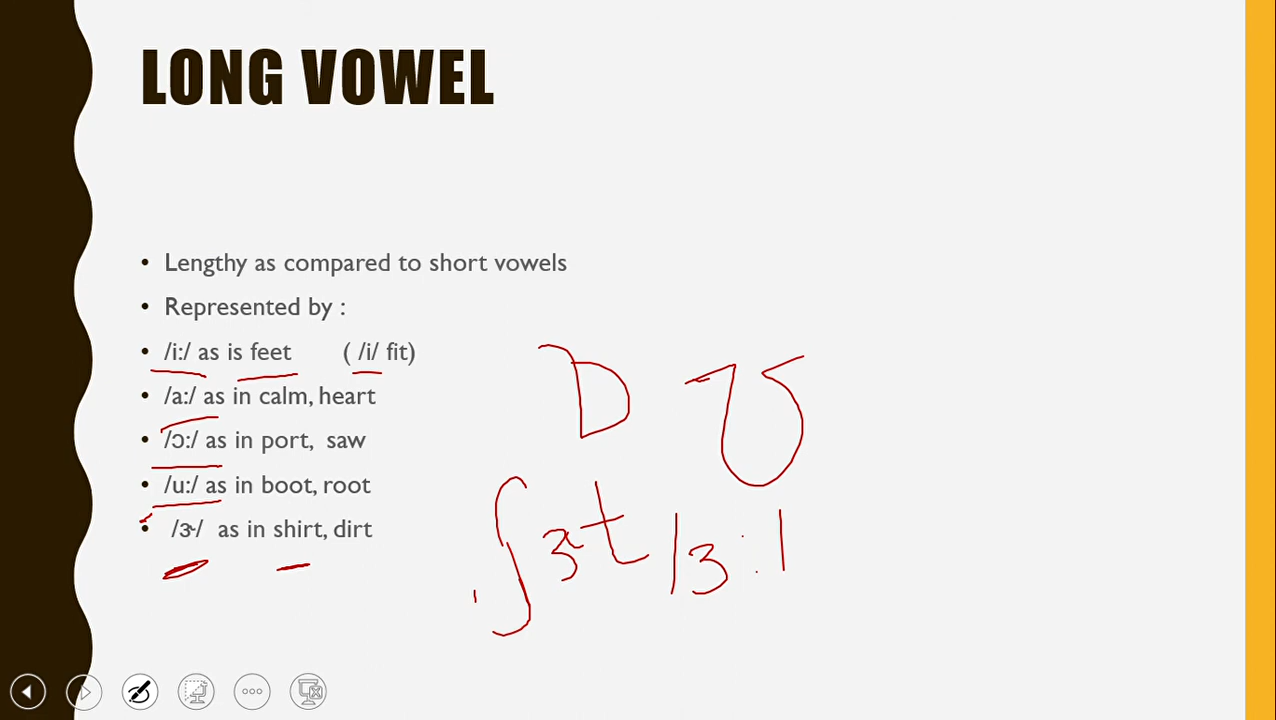 LONG VOWEL
• Lengthy as compared to short vowels
• Represented by :
• /i:/ as is feet ( /i/ fit)
• /a:/ as in calm, heart
• /ɔ:/ as in port, saw
• /u:/ as in boot, root
• /ɝ/ as in shirt, dirt
ɒ ʊ
ʃɝt /ɜ:/